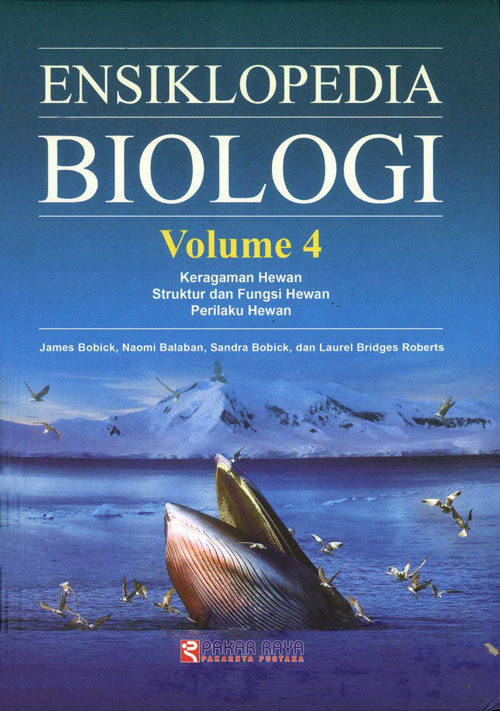 ENSIKLOPEDIA
BIOLOGI
Volume 4
Keragaman Hewan
Struktur dan Fungsi Hewan
Perilaku Hewan
James Bobick, Naomi Balaban, Sandra Bobick, dan Laurel Bridges Roberts
PAKAR RAYA
PAKARNYA PUSTAKA